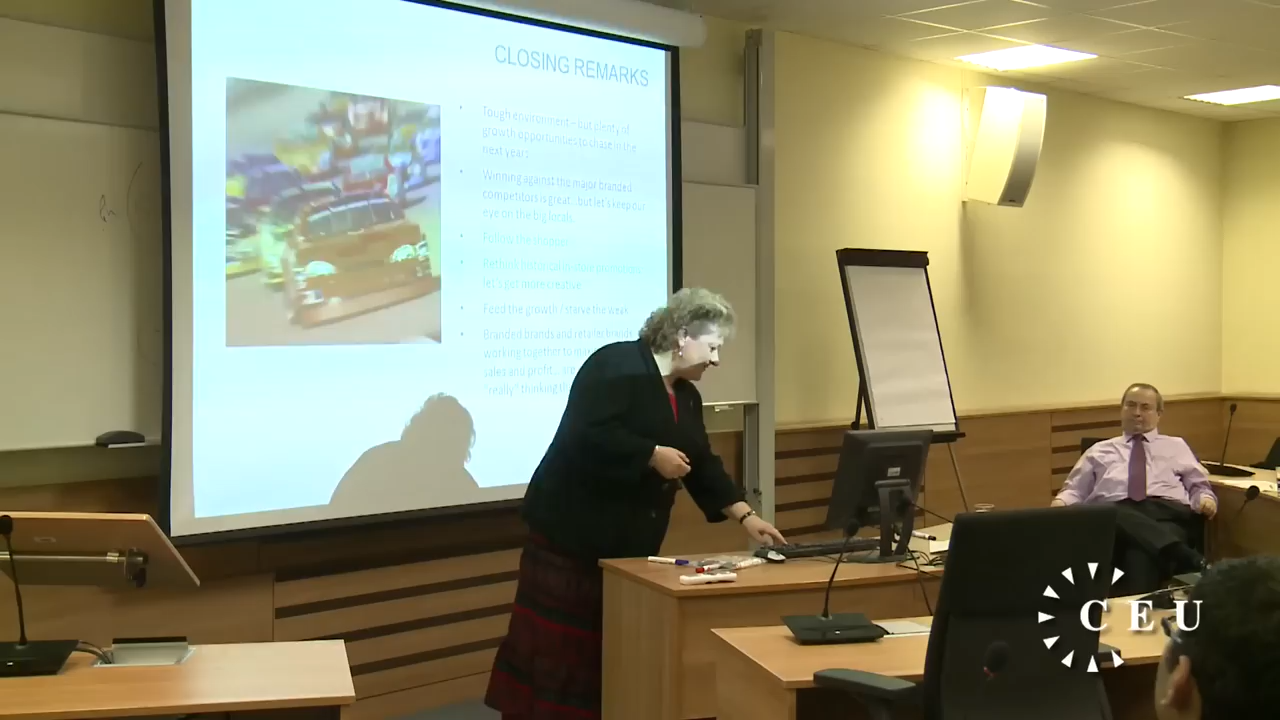 CLOSING REMARKS
Tough environment – but plenty of
growth opportunities to chase in the
next year:
Winning against the major branded
competitors is great...but let's keep our
eye on the big locals.
Follow the shopper
Rethink historical in store
let's get more creative
Feed the growth / starve the weak
Branded brands and retailer brands
working together to
sales and profit
"really" thinking
CEU